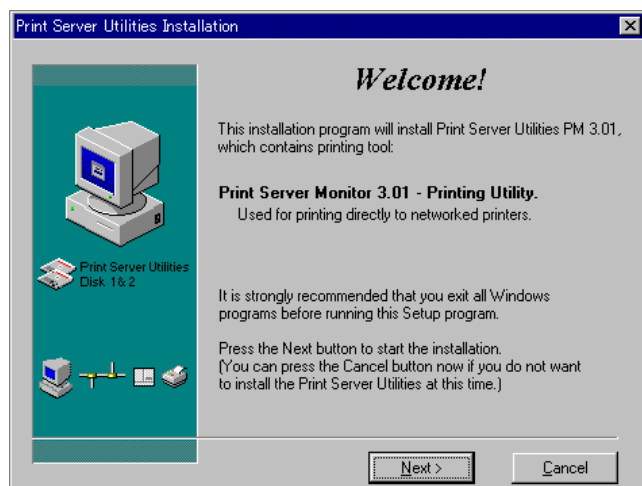 Print Server Utilities Installation
Welcome!
This installation program will install Print Server Utilities PM 3.01,
which contains printing tool:
Print Server Monitor 3.01 - Printing Utility.
Used for printing directly to networked printers.
Print Server Utilities
Disk 1& 2
It is strongly recommended that you exit all Windows
programs before running this Setup program.
Press the Next button to start the installation.
(You can press the Cancel button now if you do not want
to install the Print Server Utilities at this time.)
Next >
Cancel